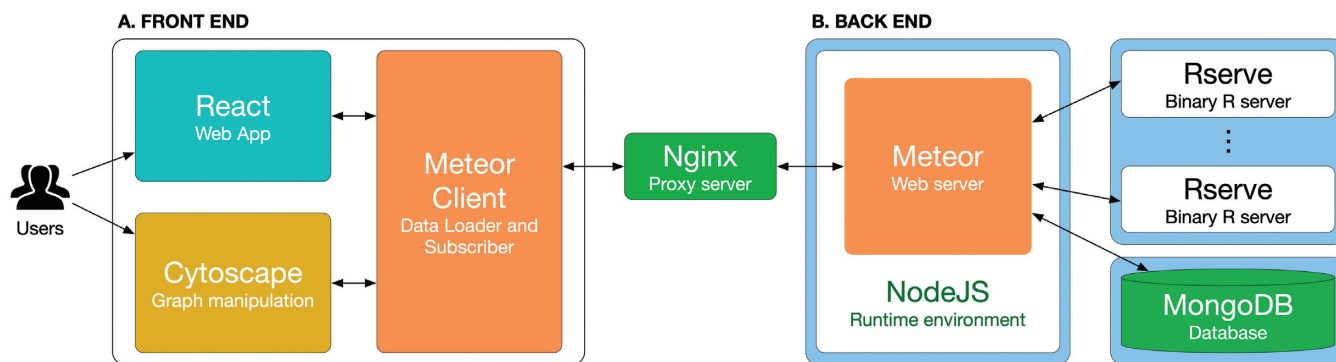 A. FRONT END
Users
React
Web App
Cytoscape
Graph manipulation
Meteor
Client
Data Loader and
Subscriber
Nginx
Proxy server
B. BACK END
Meteor
Web server
NodeJS
Runtime environment
Rserve
Binary R server
⋮
Rserve
Binary R server
MongoDB
Database